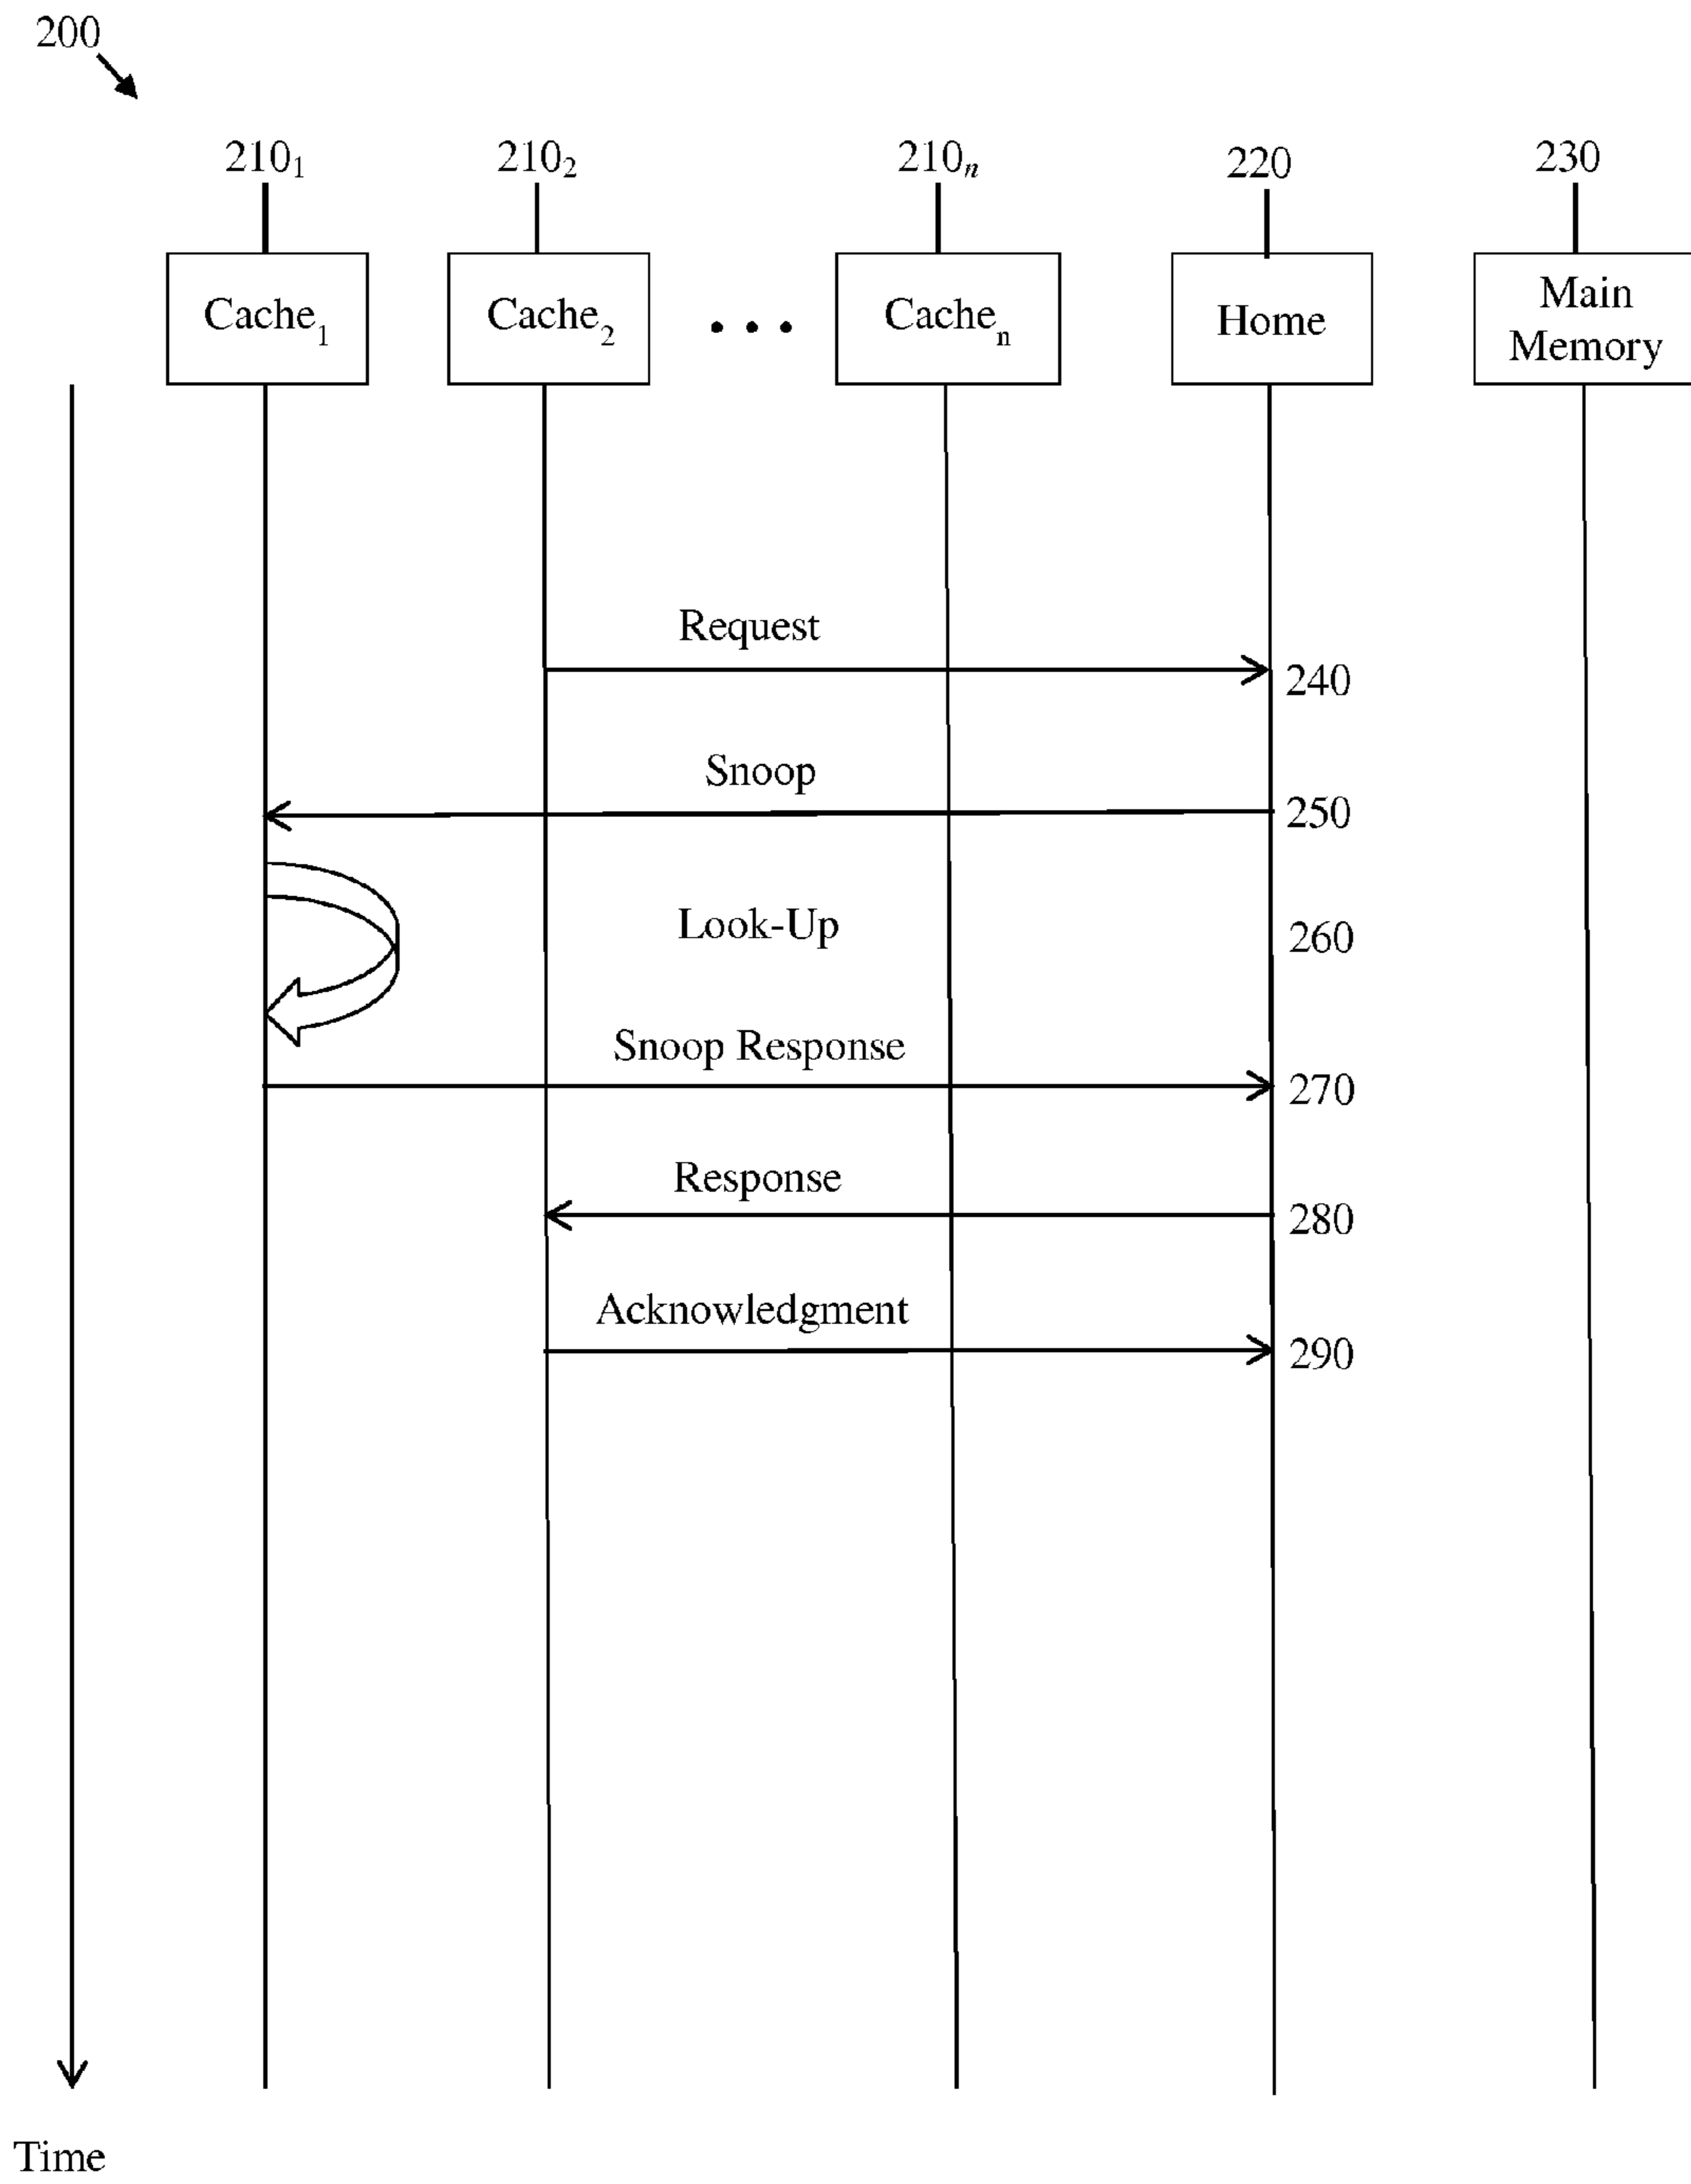 200
210₁ 210₂ 210ₙ 220 230
Cache₁ Cache₂ • • • Cacheₙ Home Main Memory
Request
240
Snoop
250
Look-Up
260
Snoop Response
270
Response
280
Acknowledgment
290
Time